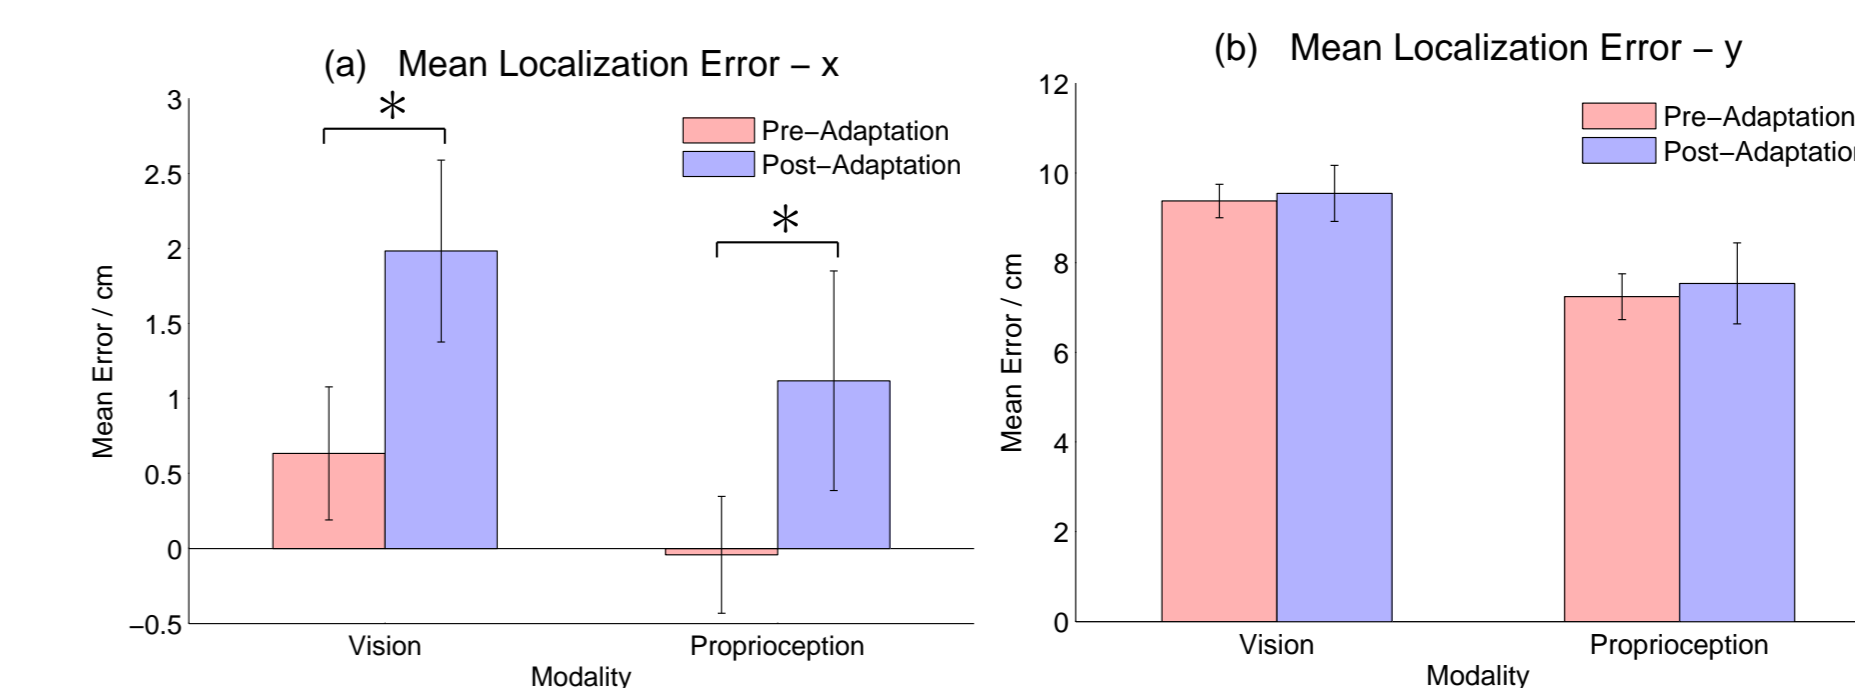 (a) Mean Localization Error – x
*
*
Pre–Adaptation
Post–Adaptation
3
2.5
2
1.5
1
0.5
0
–0.5
Mean Error / cm
Vision Proprioception
Modality
(b) Mean Localization Error – y
Pre–Adaptation
Post–Adaptation
12
10
8
6
4
2
0
Mean Error / cm
Vision Proprioception
Modality